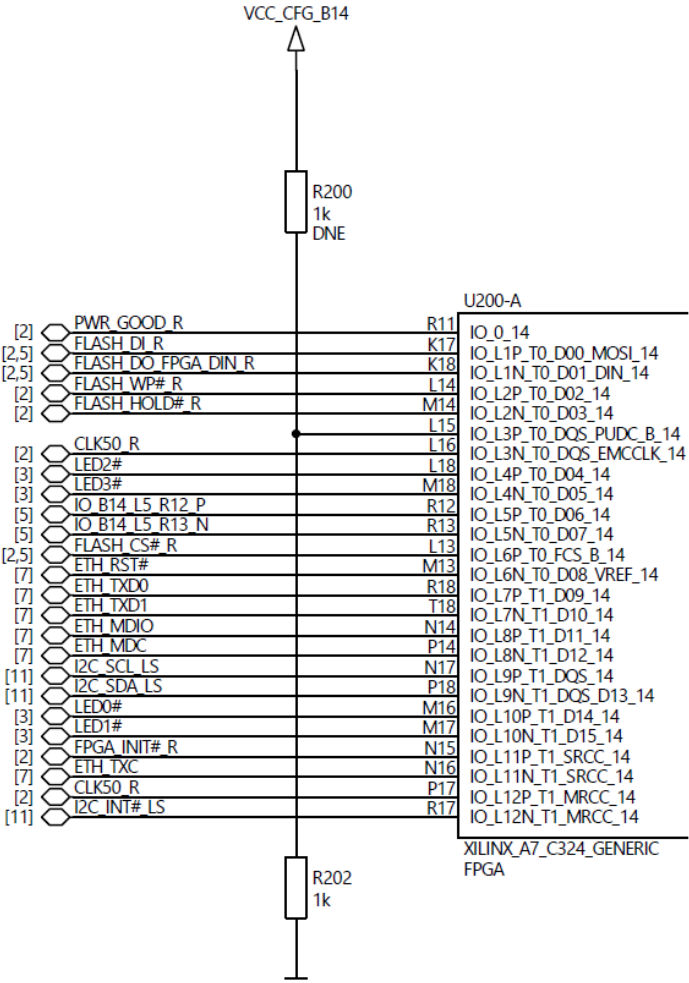 VCC_CFG_B14
R200
1k
DNE
U200-A
[2] PWR_GOOD_R R11 IO_0_14
[2,5] FLASH_DI_R K17 IO_L1P_T0_D00_MOSI_14
[2,5] FLASH_DO_FPGA_DIN_R K18 IO_L1N_T0_D01_DIN_14
[2] FLASH_WP#_R L14 IO_L2P_T0_D02_14
[2] FLASH_HOLD#_R M14 IO_L2N_T0_D03_14
L15 IO_L3P_T0_DQS_PUDC_B_14
[2] CLK50_R L16 IO_L3N_T0_DQS_EMCCLK_14
[3] LED2# L18 IO_L4P_T0_D04_14
[3] LED3# M18 IO_L4N_T0_D05_14
[5] IO_B14_L5_R12_P R12 IO_L5P_T0_D06_14
[5] IO_B14_L5_R13_N R13 IO_L5N_T0_D07_14
[2,5] FLASH_CS#_R L13 IO_L6P_T0_FCS_B_14
[7] ETH_RST# M13 IO_L6N_T0_D08_VREF_14
[7] ETH_TXD0 R18 IO_L7P_T1_D09_14
[7] ETH_TXD1 T18 IO_L7N_T1_D10_14
[7] ETH_MDIO N14 IO_L8P_T1_D11_14
[7] ETH_MDC P14 IO_L8N_T1_D12_14
[11] I2C_SCL_LS N17 IO_L9P_T1_DQS_14
[11] I2C_SDA_LS P18 IO_L9N_T1_DQS_D13_14
[3] LED0# M16 IO_L10P_T1_D14_14
[3] LED1# M17 IO_L10N_T1_D15_14
[2] FPGA_INIT#_R N15 IO_L11P_T1_SRCC_14
[7] ETH_TXC N16 IO_L11N_T1_SRCC_14
[2] CLK50_R P17 IO_L12P_T1_MRCC_14
[11] I2C_INT#_LS R17 IO_L12N_T1_MRCC_14
XILINX_A7_C324_GENERIC
FPGA
R202
1k